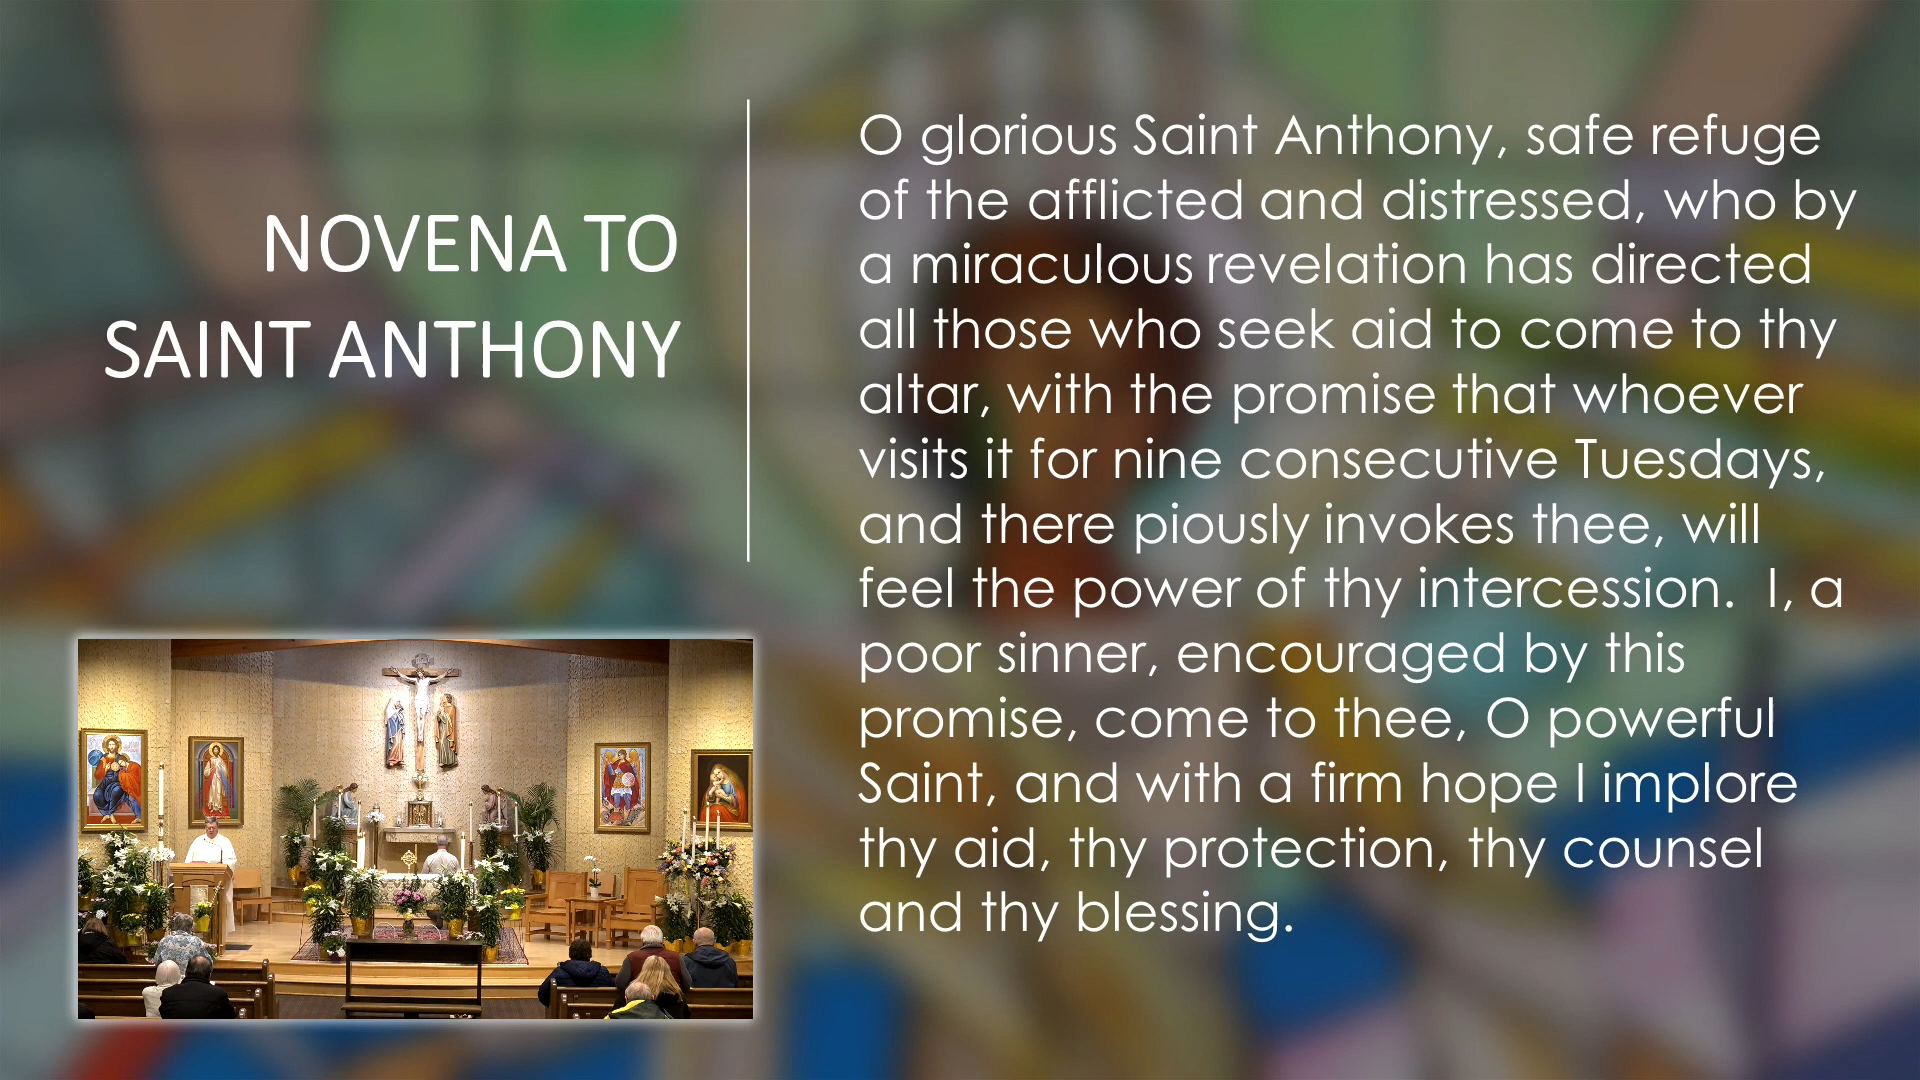 NOVENA TO
SAINT ANTHONY
O glorious Saint Anthony, safe refuge
of the afflicted and distressed, who by
a miraculous revelation has directed
all those who seek aid to come to thy
altar, with the promise that whoever
visits it for nine consecutive Tuesdays,
and there piously invokes thee, will
feel the power of thy intercession.  I, a
poor sinner, encouraged by this
promise, come to thee, O powerful
Saint, and with a firm hope I implore
thy aid, thy protection, thy counsel
and thy blessing.